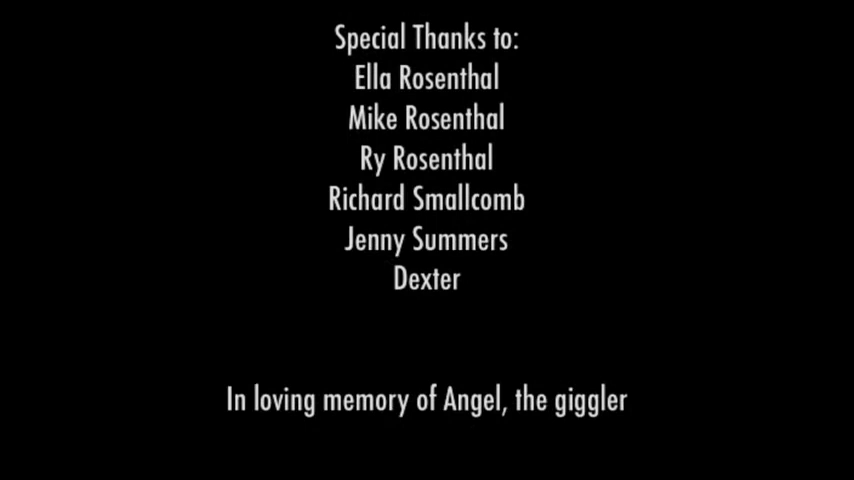 Special Thanks to:
Ella Rosenthal
Mike Rosenthal
Ry Rosenthal
Richard Smallcomb
Jenny Summers
Dexter
In loving memory of Angel, the giggler